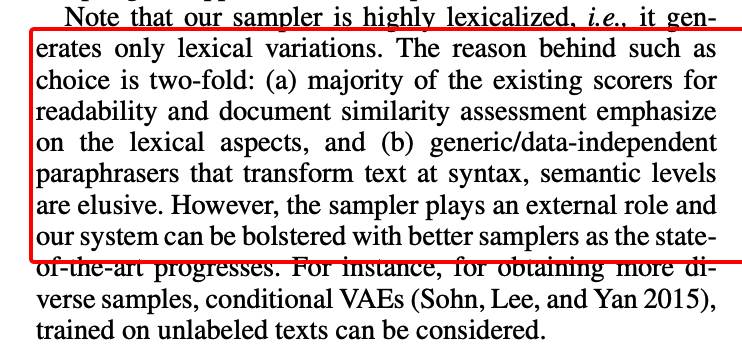 Note that our sampler is highly lexicalized, i.e., it gen-
erates only lexical variations. The reason behind such as
choice is two-fold: (a) majority of the existing scorers for
readability and document similarity assessment emphasize
on the lexical aspects, and (b) generic/data-independent
paraphrasers that transform text at syntax, semantic levels
are elusive. However, the sampler plays an external role and
our system can be bolstered with better samplers as the state-
of-the-art progresses. For instance, for obtaining more di-
verse samples, conditional VAEs (Sohn, Lee, and Yan 2015),
trained on unlabeled texts can be considered.